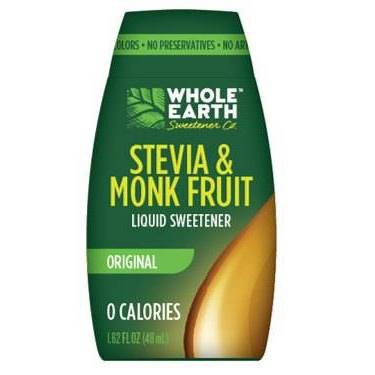 OLORS • NO PRESERVATIVES • NO AR
WHOLE™
EARTH
Sweetener Co.
STEVIA &
MONK FRUIT
LIQUID SWEETENER
ORIGINAL
0 CALORIES
1.62 FL OZ (48 mL)